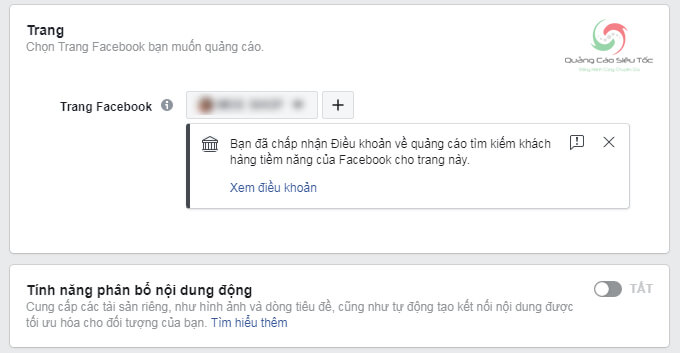 Trang
Chọn Trang Facebook bạn muốn quảng cáo.
Quảng Cáo Siêu Tốc
Trang Facebook
Bạn đã chấp nhận Điều khoản về quảng cáo tìm kiếm khách
hàng tiềm năng của Facebook cho trang này.
Xem điều khoản
Tính năng phân bổ nội dung động
TẮT
Cung cấp các tài sản riêng, như hình ảnh và dòng tiêu đề, cũng như tự động tạo kết nối nội dung được
tối ưu hóa cho đối tượng của bạn. Tìm hiểu thêm